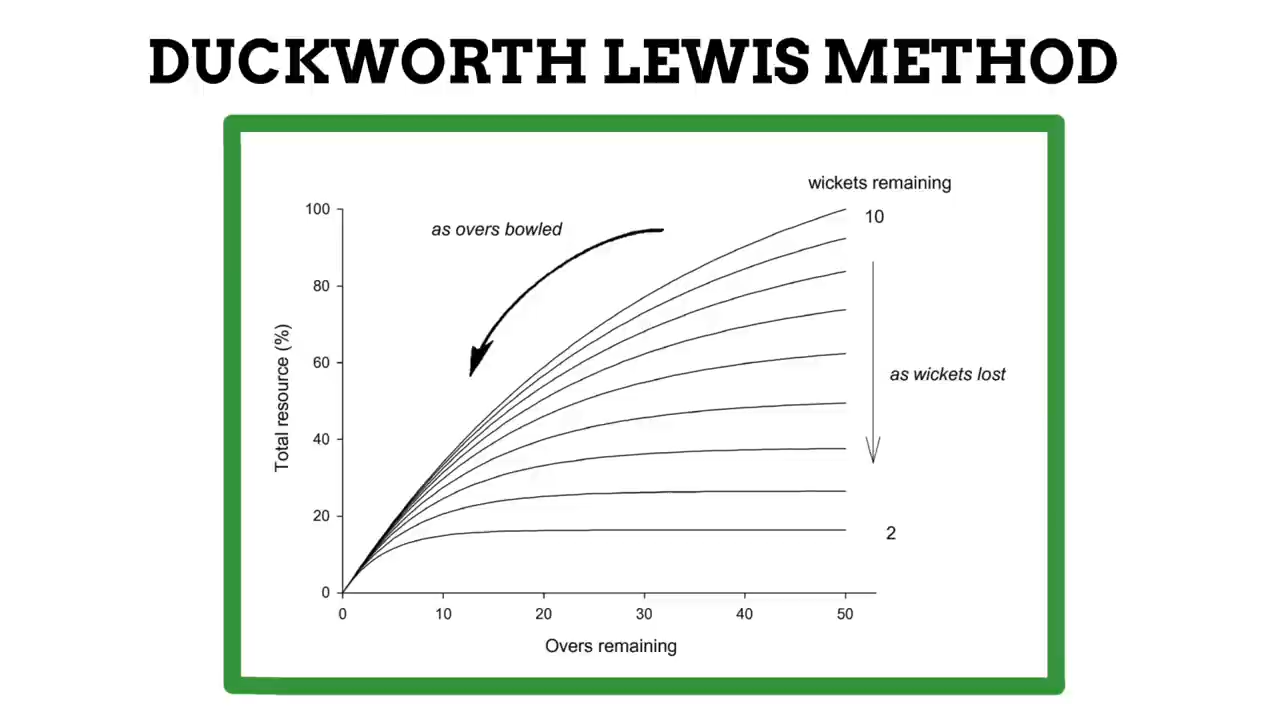 DUCKWORTH LEWIS METHOD
wickets remaining
100
as overs bowled
10
80
60
as wickets lost
Total resource (%)
40
20
2
0
0 10 20 30 40 50
Overs remaining